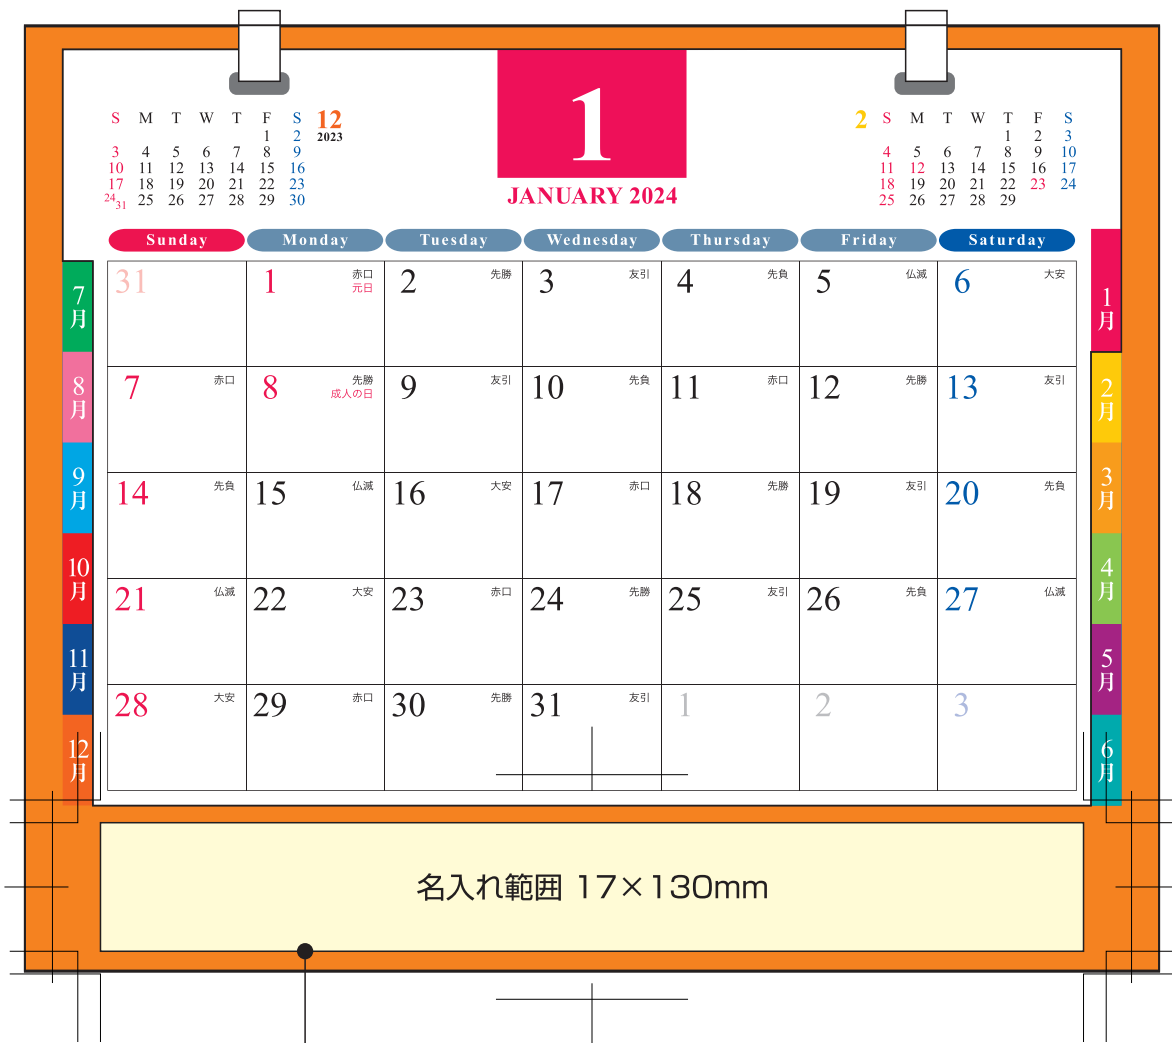 1
JANUARY 2024
12
2023
S M T W T F S
1 2
3 4 5 6 7 8 9
10 11 12 13 14 15 16
17 18 19 20 21 22 23
24 31 25 26 27 28 29 30
2
S M T W T F S
1 2 3
4 5 6 7 8 9 10
11 12 13 14 15 16 17
18 19 20 21 22 23 24
25 26 27 28 29
Sunday Monday Tuesday Wednesday Thursday Friday Saturday
31 1 赤口 2 先勝 3 友引 4 先負 5 仏滅 6 大安
元日
7 赤口 8 先勝 9 友引 10 先負 11 赤口 12 先勝 13 友引
成人の日
14 先負 15 仏滅 16 大安 17 赤口 18 先勝 19 友引 20 先負
21 仏滅 22 大安 23 赤口 24 先勝 25 友引 26 先負 27 仏滅
28 大安 29 赤口 30 先勝 31 友引 1 2 3
7月
8月
9月
10月
11月
12月
1月
2月
3月
4月
5月
6月
名入れ範囲 17×130mm